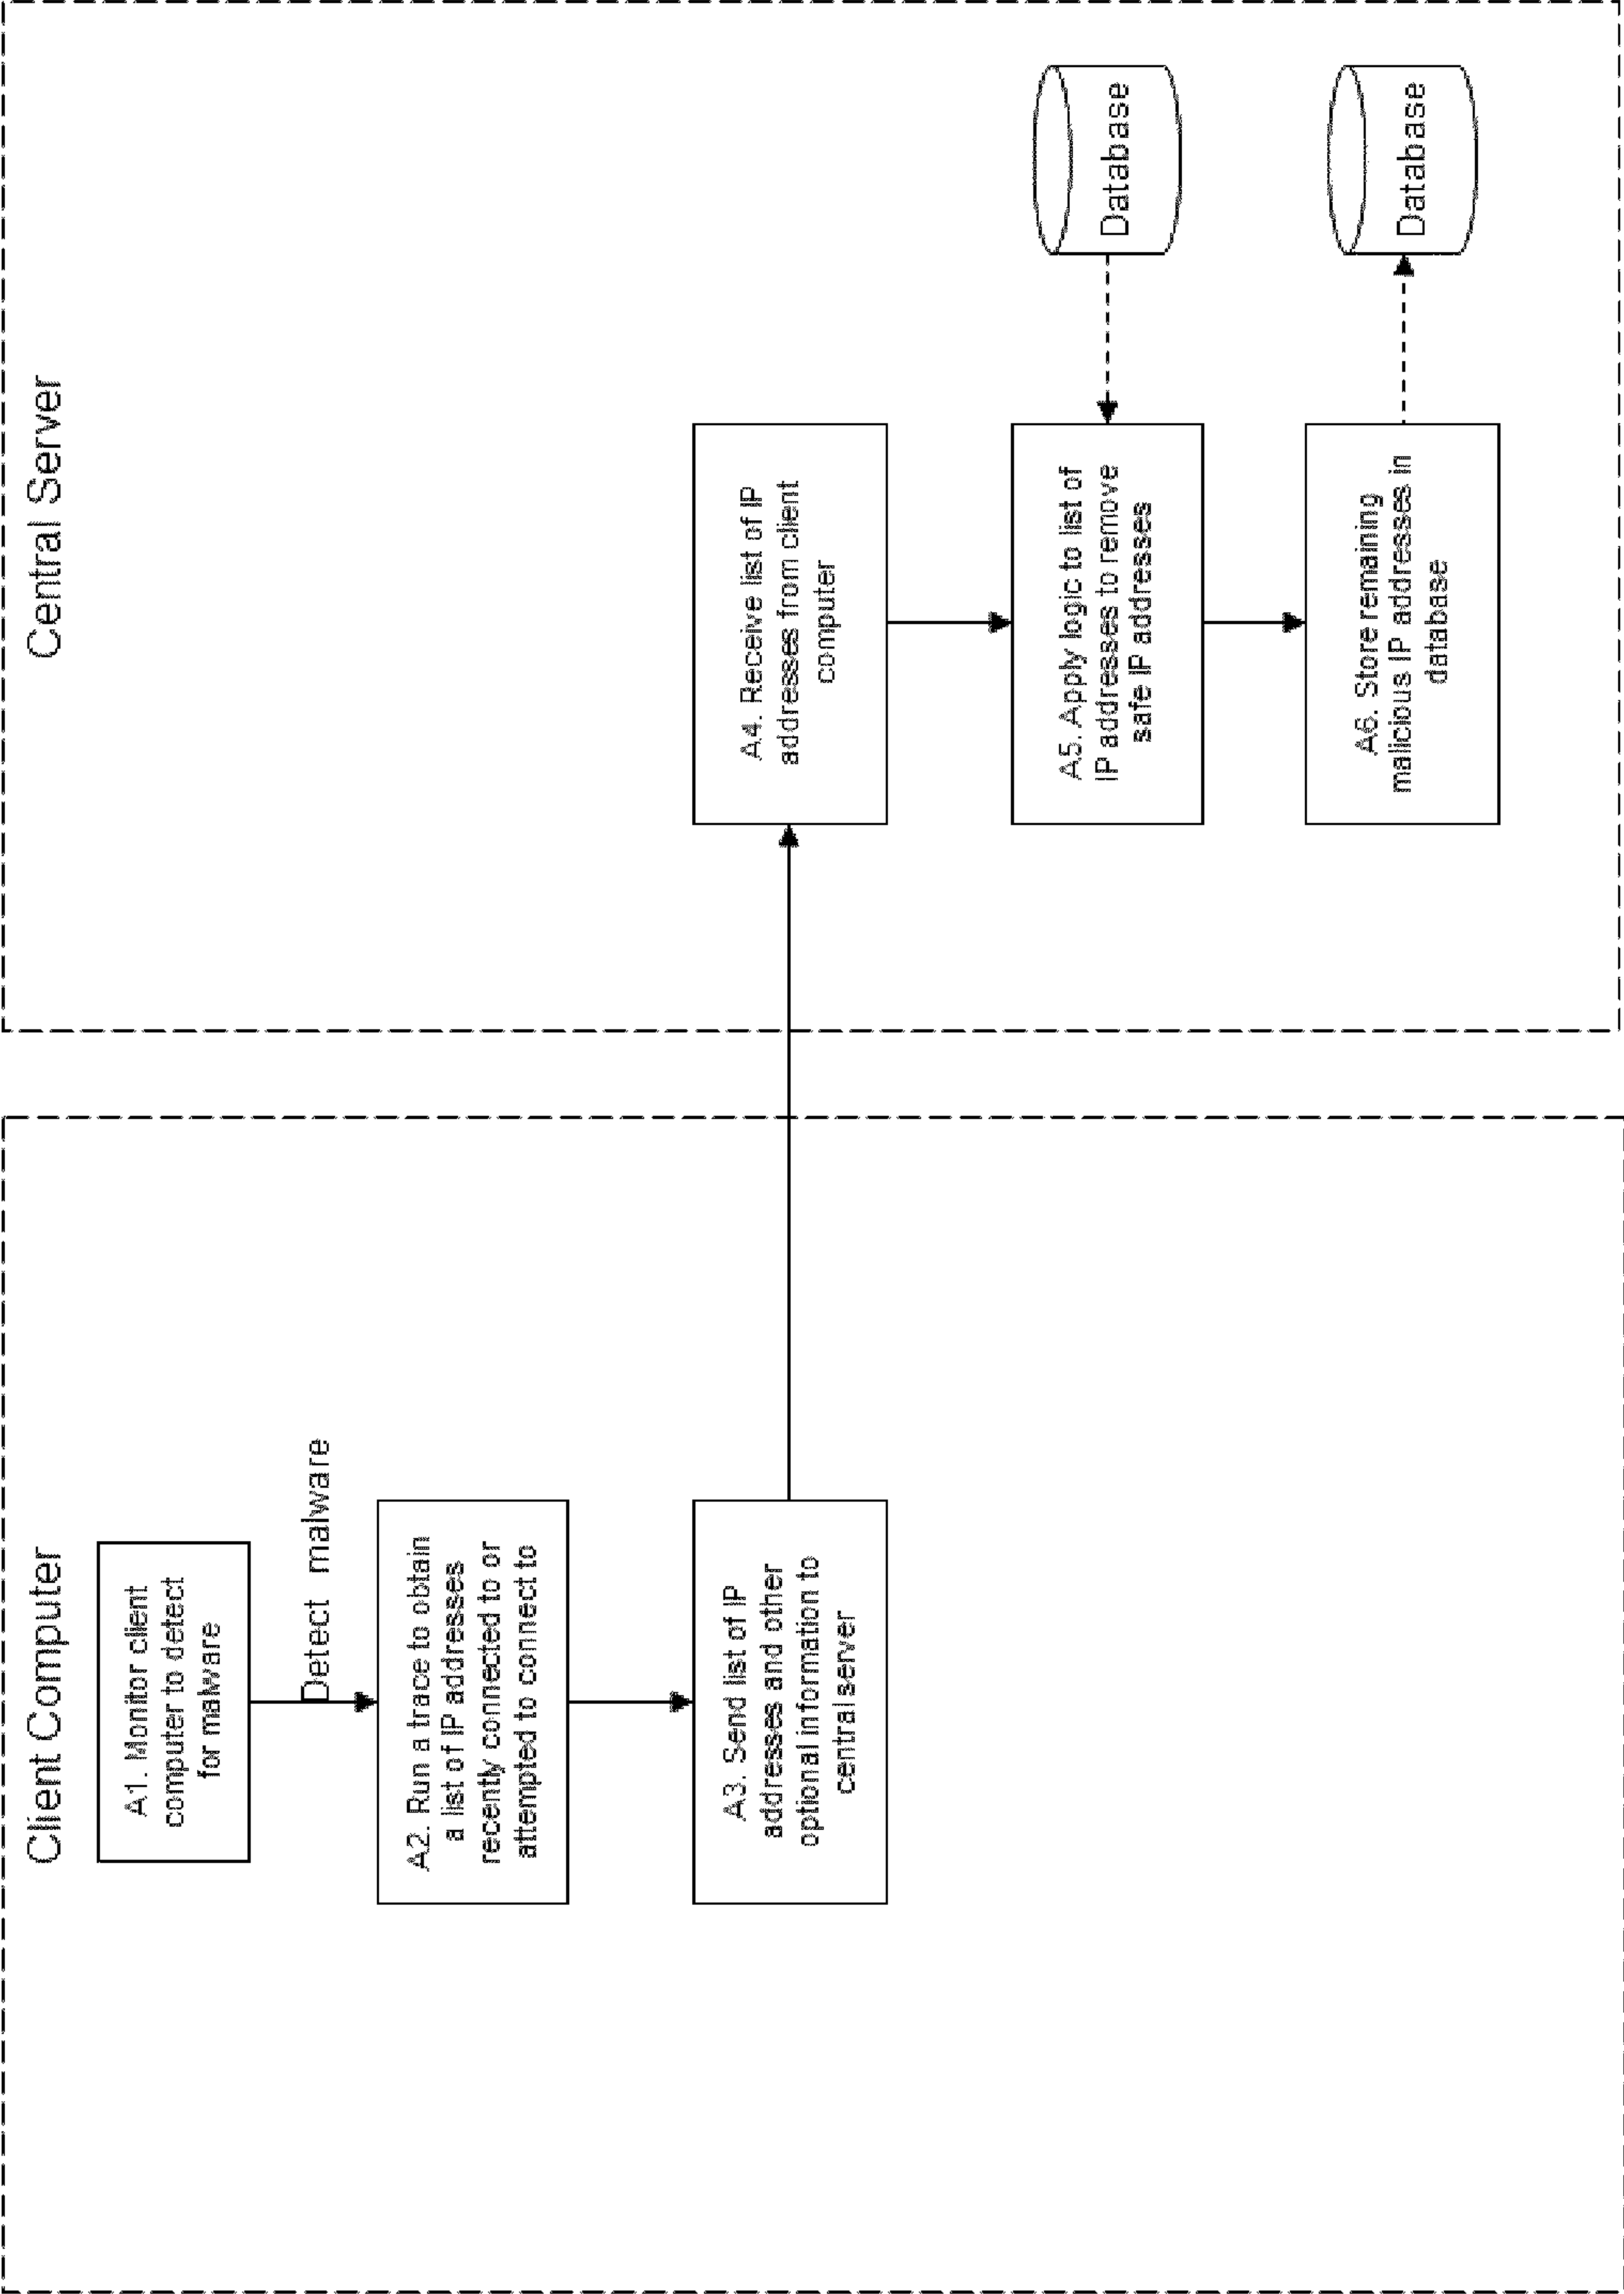 Client Computer
A1. Monitor client
computer to detect
for malware
Detect malware
A2. Run a trace to obtain
a list of IP addresses
recently connected to or
attempted to connect to
A3. Send list of IP
addresses and other
optional information to
central server
Central Server
A4. Receive list of IP
addresses from client
computer
A5. Apply logic to list of
IP addresses to remove
safe IP addresses
Database
A6. Store remaining
malicious IP addresses in
database
Database